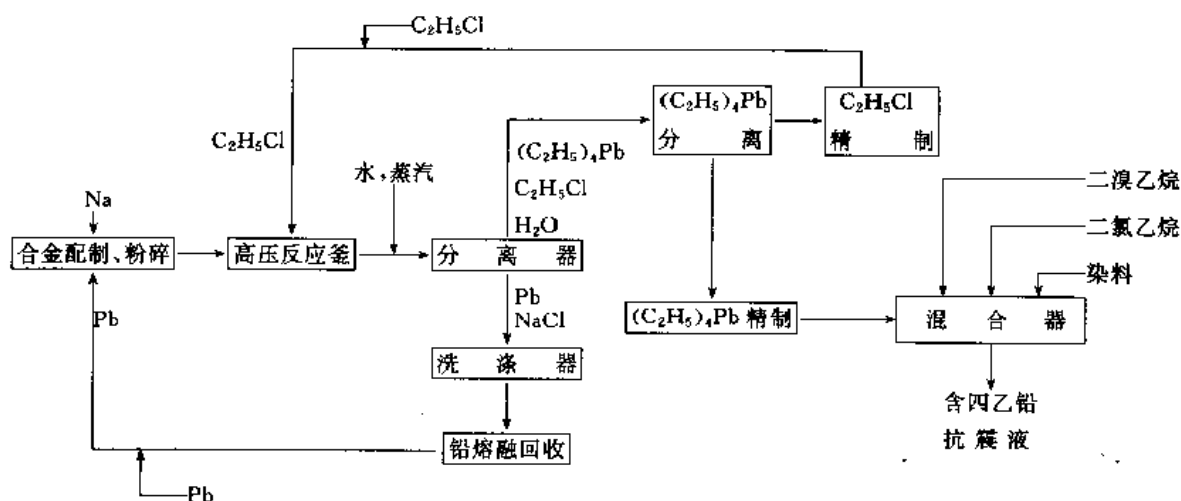 C₂H₅Cl
(C₂H₅)₄Pb
分 离
C₂H₅Cl
精 制
C₂H₅Cl
(C₂H₅)₄Pb
C₂H₅Cl
H₂O
水,蒸汽
Na
合金配制、粉碎
高压反应釜
分 离 器
二溴乙烷
二氯乙烷
染料
Pb
Pb
NaCl
(C₂H₅)₄Pb 精制
混 合 器
洗 涤 器
铅熔融回收
含四乙铅
抗震液
Pb